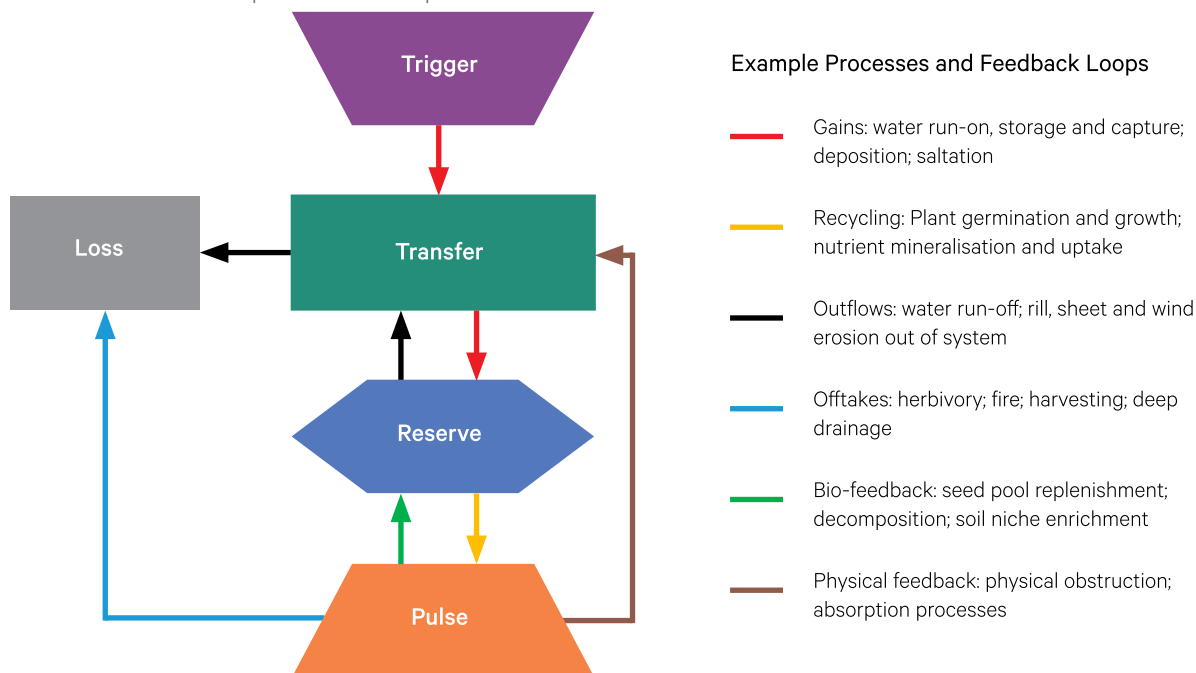 Trigger
Example Processes and Feedback Loops
Gains: water run-on, storage and capture;
deposition; saltation
Loss
Transfer
Recycling: Plant germination and growth;
nutrient mineralisation and uptake
Outflows: water run-off; rill, sheet and wind
erosion out of system
Reserve
Offtakes: herbivory; fire; harvesting; deep
drainage
Bio-feedback: seed pool replenishment;
decomposition; soil niche enrichment
Pulse
Physical feedback: physical obstruction;
absorption processes